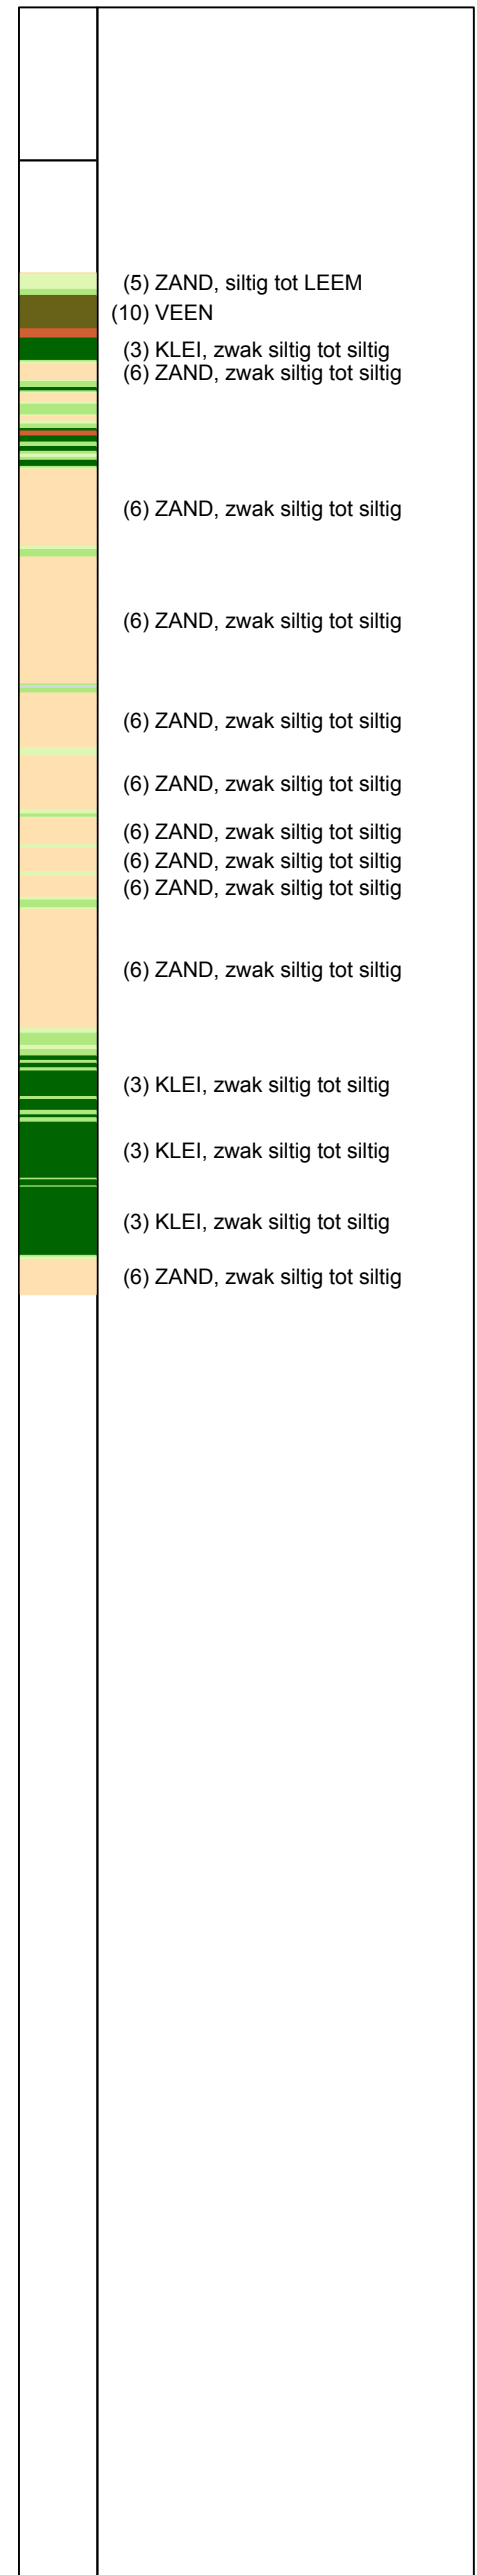 (5) ZAND, siltig tot LEEM
(10) VEEN
(3) KLEI, zwak siltig tot siltig
(6) ZAND, zwak siltig tot siltig
(6) ZAND, zwak siltig tot siltig
(6) ZAND, zwak siltig tot siltig
(6) ZAND, zwak siltig tot siltig
(6) ZAND, zwak siltig tot siltig
(6) ZAND, zwak siltig tot siltig
(6) ZAND, zwak siltig tot siltig
(6) ZAND, zwak siltig tot siltig
(6) ZAND, zwak siltig tot siltig
(3) KLEI, zwak siltig tot siltig
(3) KLEI, zwak siltig tot siltig
(3) KLEI, zwak siltig tot siltig
(6) ZAND, zwak siltig tot siltig